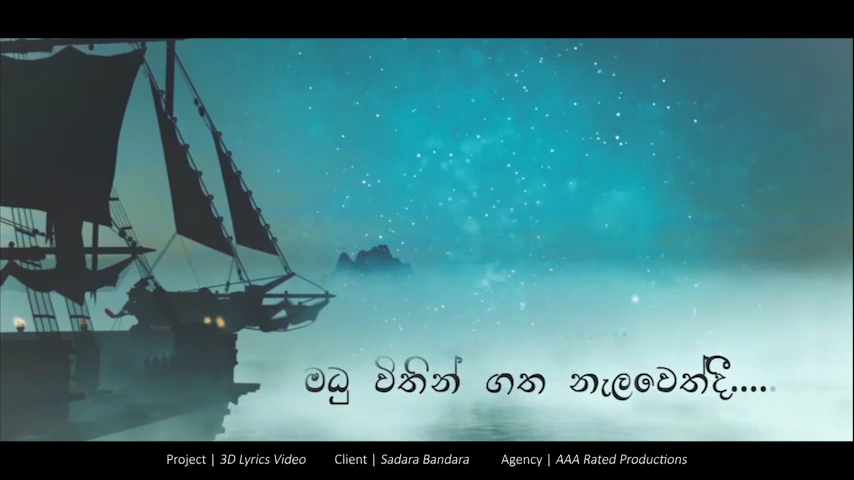 මධු විතින් ගත නැලවෙත්දී.....
Project | 3D Lyrics Video Client | Sadara Bandara Agency | AAA Rated Productions